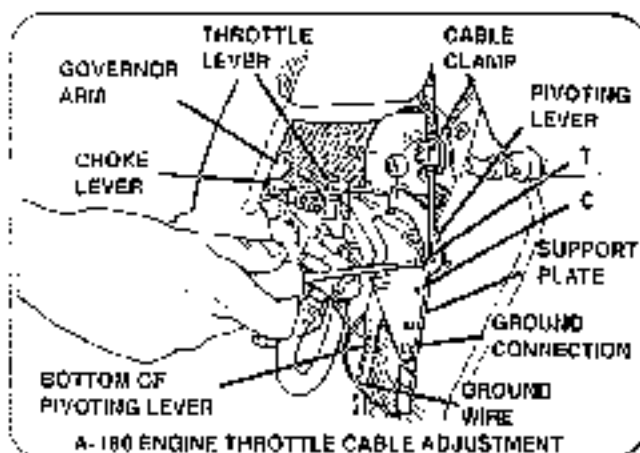 THROTTLE
LEVER
CABLE
CLAMP
GOVERNOR
ARM
PIVOTING
LEVER
CHOKE
LEVER
T
C
SUPPORT
PLATE
GROUND
CONNECTION
BOTTOM OF
PIVOTING LEVER
GROUND
WIRE
A-180 ENGINE THROTTLE CABLE ADJUSTMENT